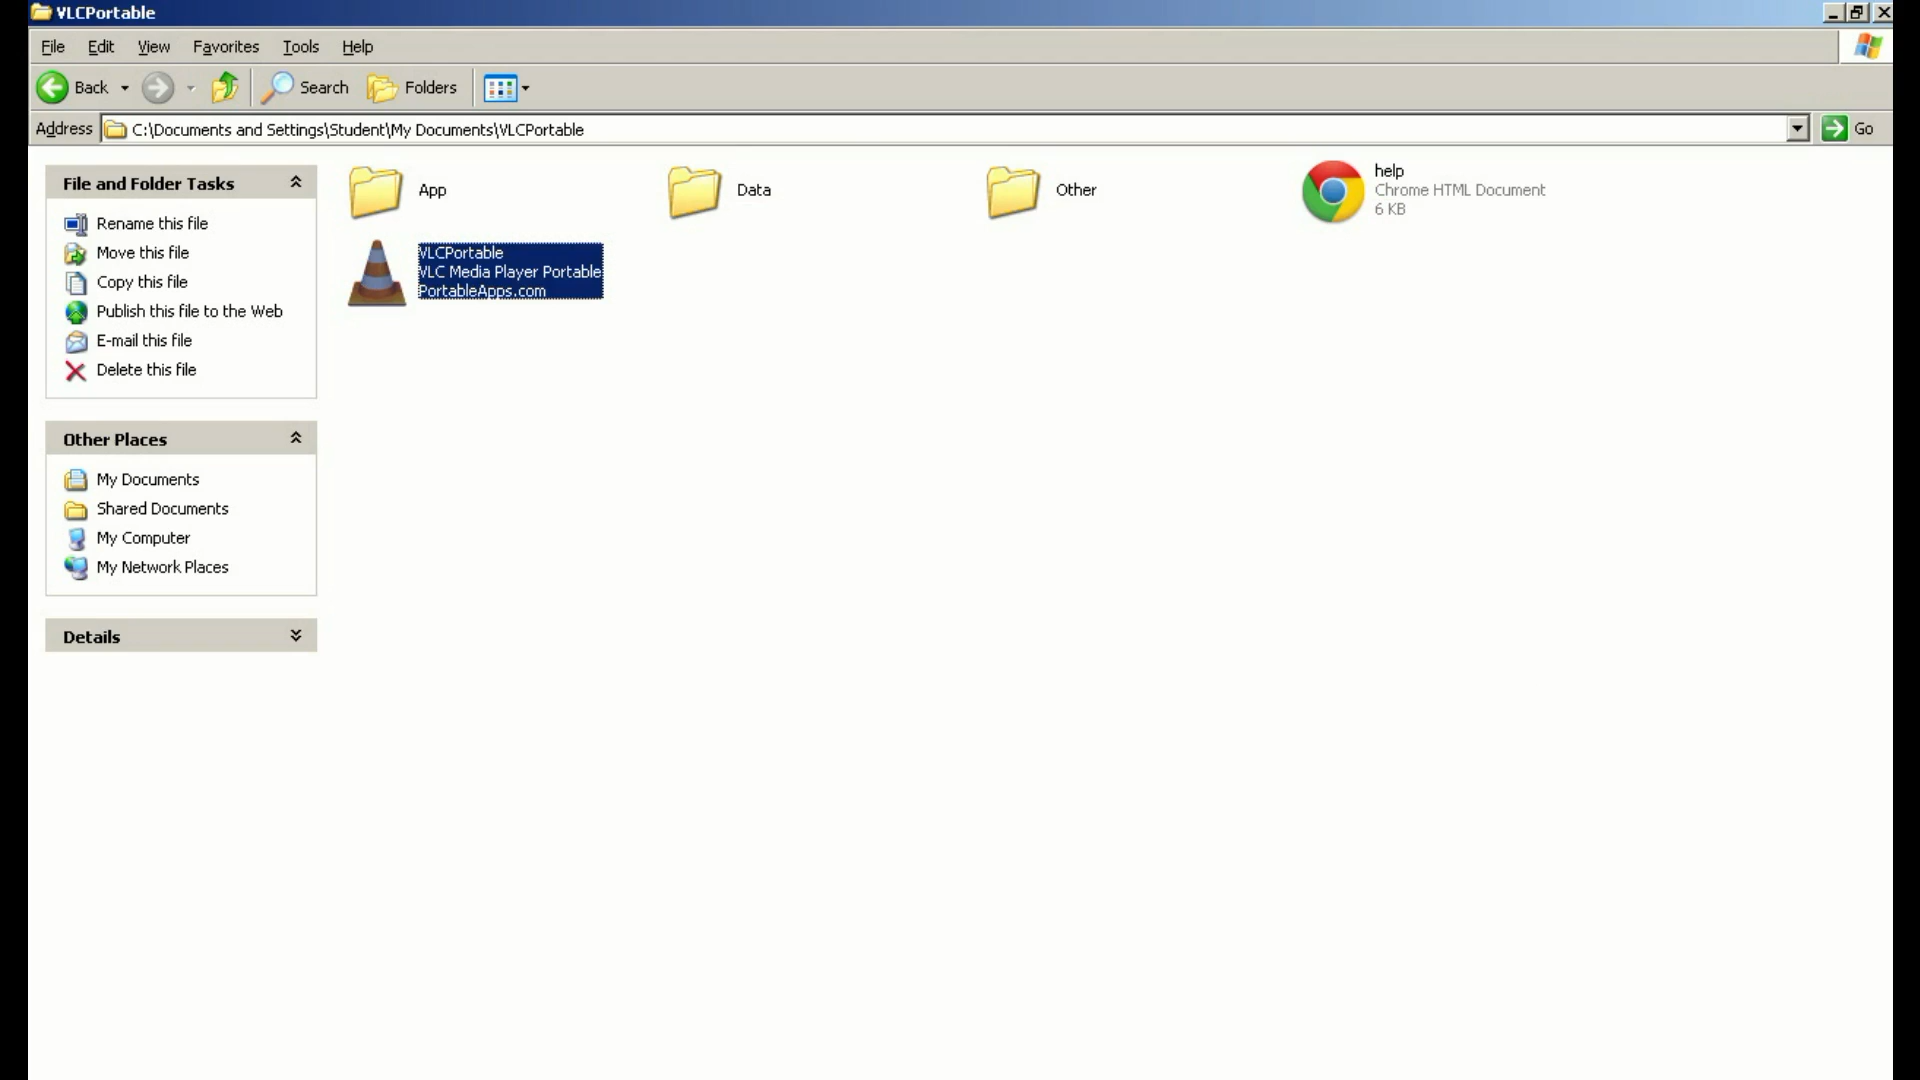 VLCPortable
File Edit View Favorites Tools Help
Back Search Folders
Address C:\Documents and Settings\Student\My Documents\VLCPortable Go
File and Folder Tasks
Rename this file
Move this file
Copy this file
Publish this file to the Web
E-mail this file
Delete this file
Other Places
My Documents
Shared Documents
My Computer
My Network Places
Details
App
Data
Other
help
Chrome HTML Document
6 KB
VLCPortable
VLC Media Player Portable
PortableApps.com